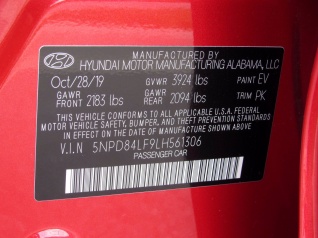 MANUFACTURED BY
HYUNDAI MOTOR MANUFACTURING ALABAMA, LLC
Oct/28/19 GVWR 3924 lbs PAINT EV
GAWR GAWR
FRONT 2183 lbs REAR 2094 lbs TRIM PK
THIS VEHICLE CONFORMS TO ALL APPLICABLE
U.S. FEDERAL MOTOR VEHICLE SAFETY, BUMPER,
AND THEFT PREVENTION STANDARDS IN
EFFECT ON THE DATE OF MANUFACTURE SHOWN ABOVE.
V.I.N 5NPD84LF9LH561306
PASSENGER CAR